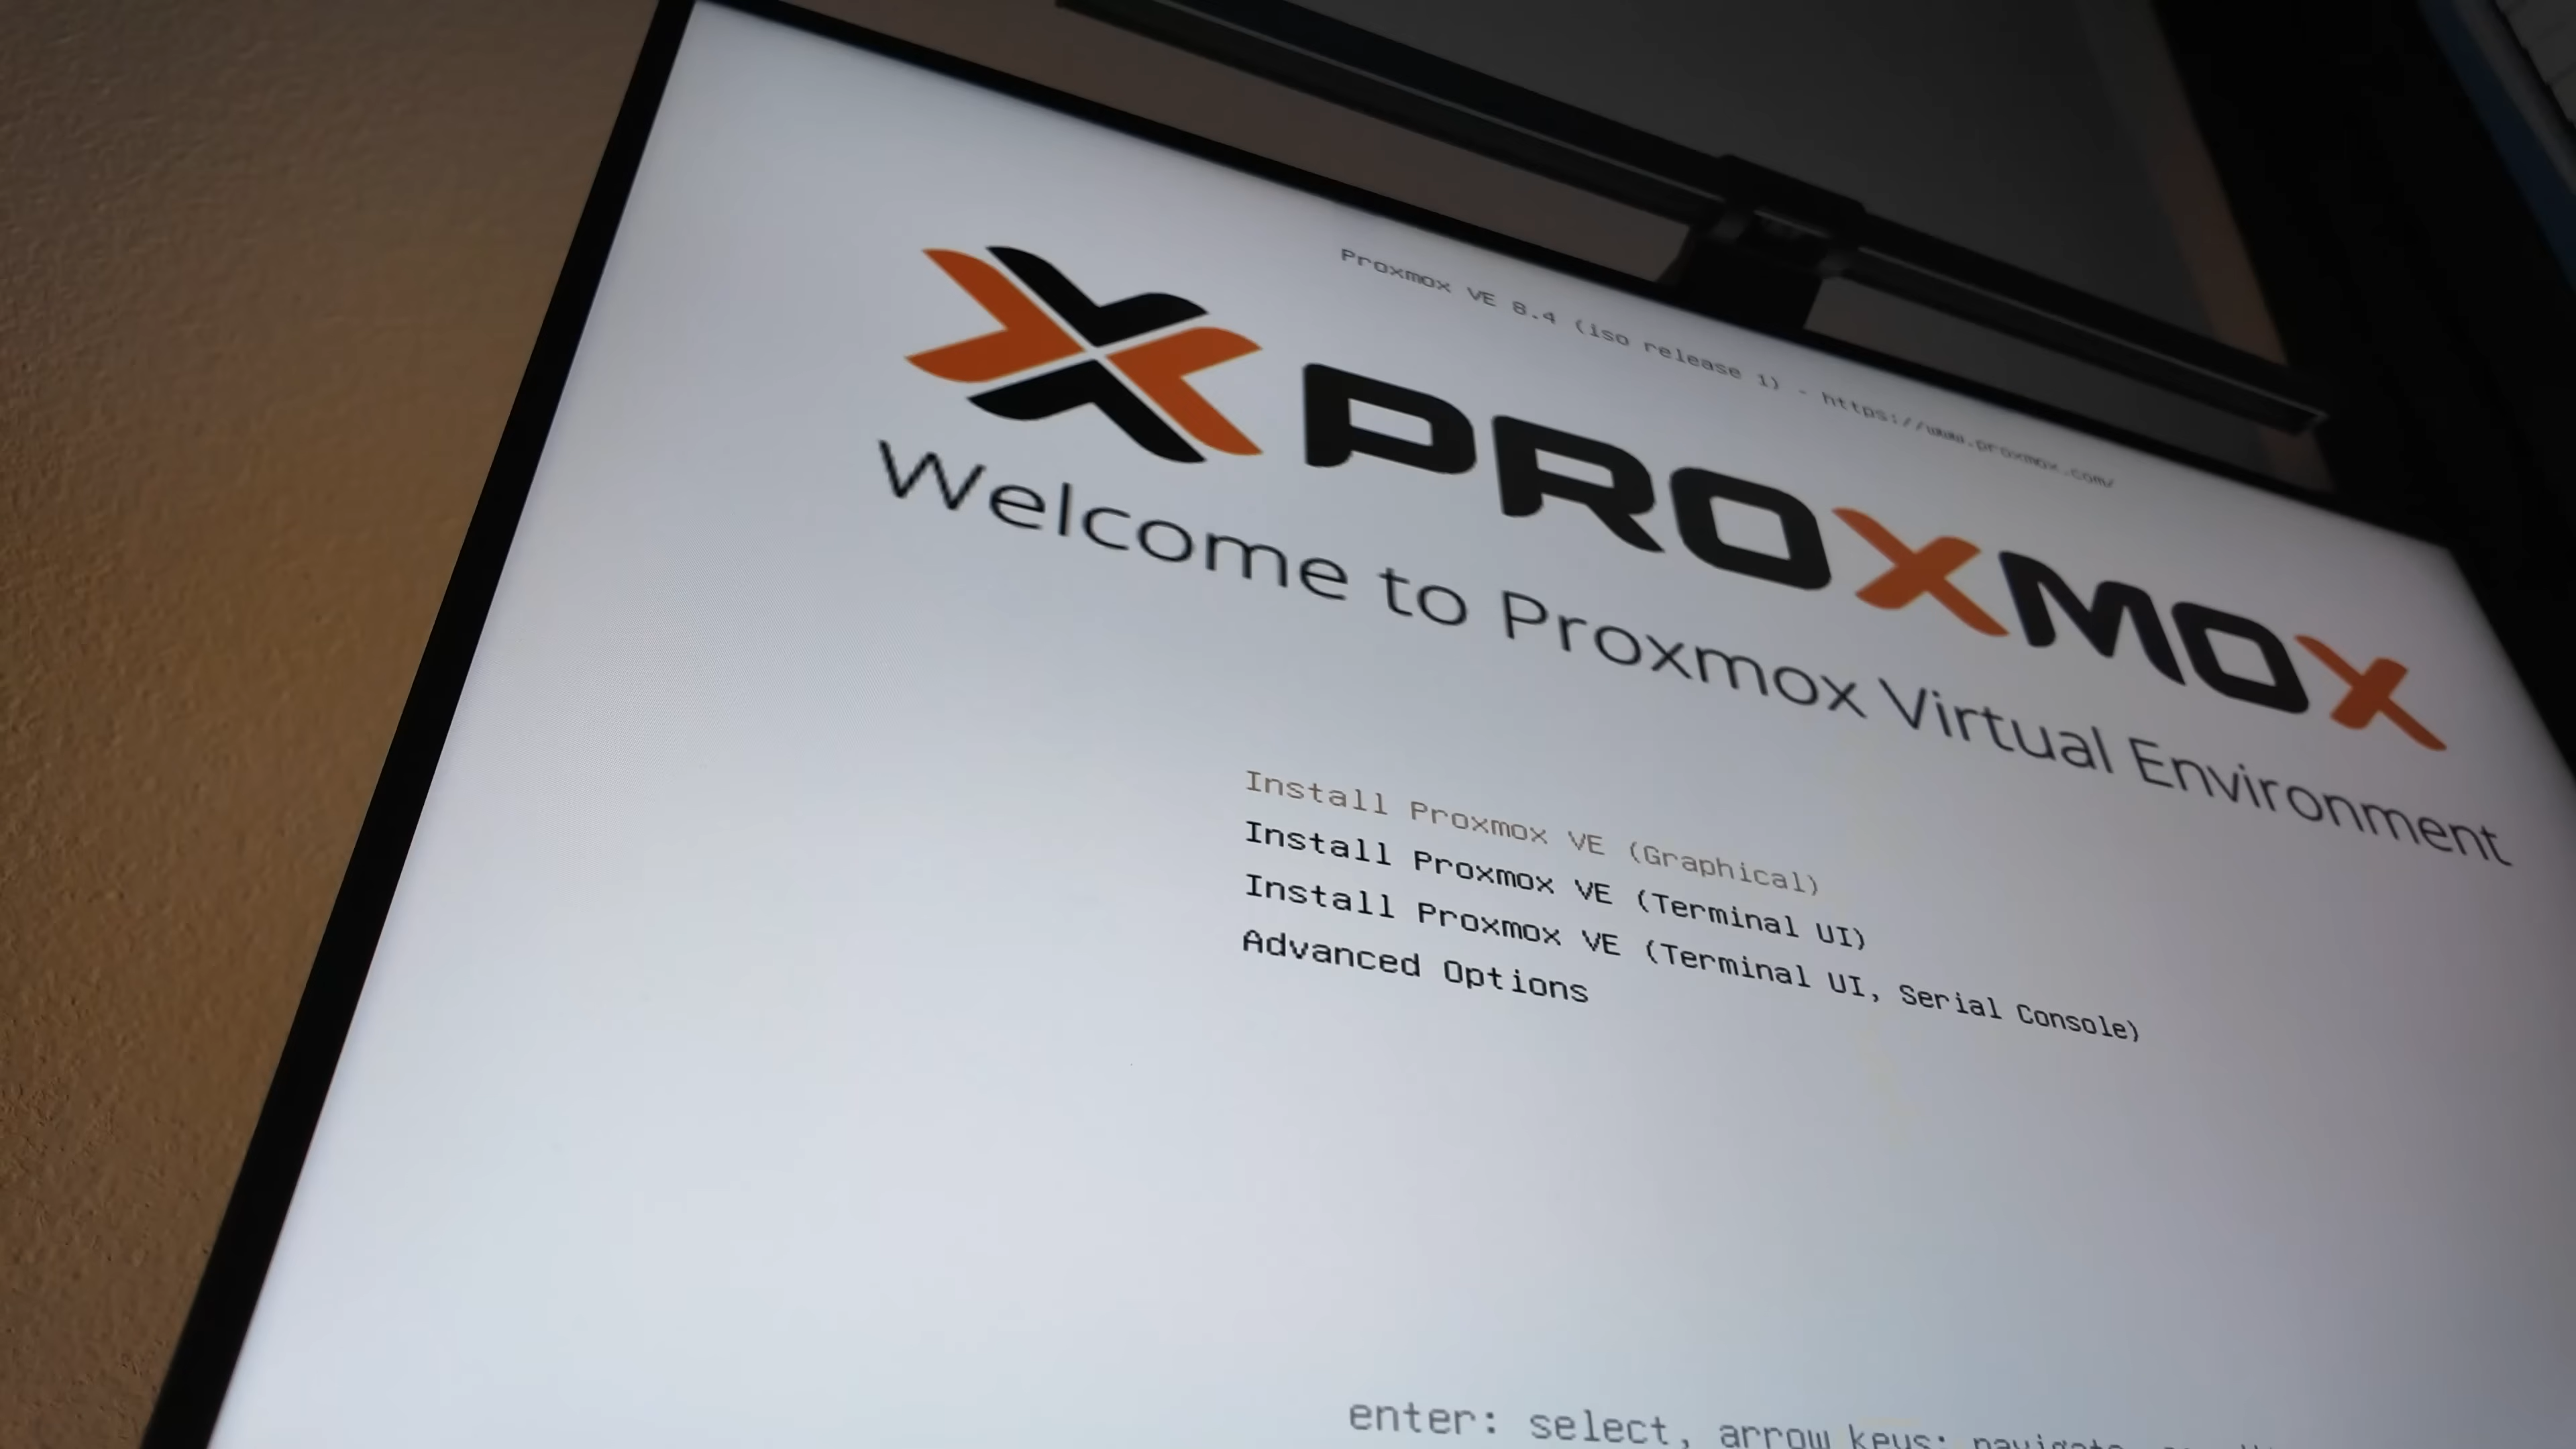 Proxmox VE 8.4 (iso release 1) - https://www.proxmox.com/
PROXMOX
Welcome to Proxmox Virtual Environment
Install Proxmox VE (Graphical)
Install Proxmox VE (Terminal UI)
Install Proxmox VE (Terminal UI, Serial Console)
Advanced Options
enter: select, arrow keys: